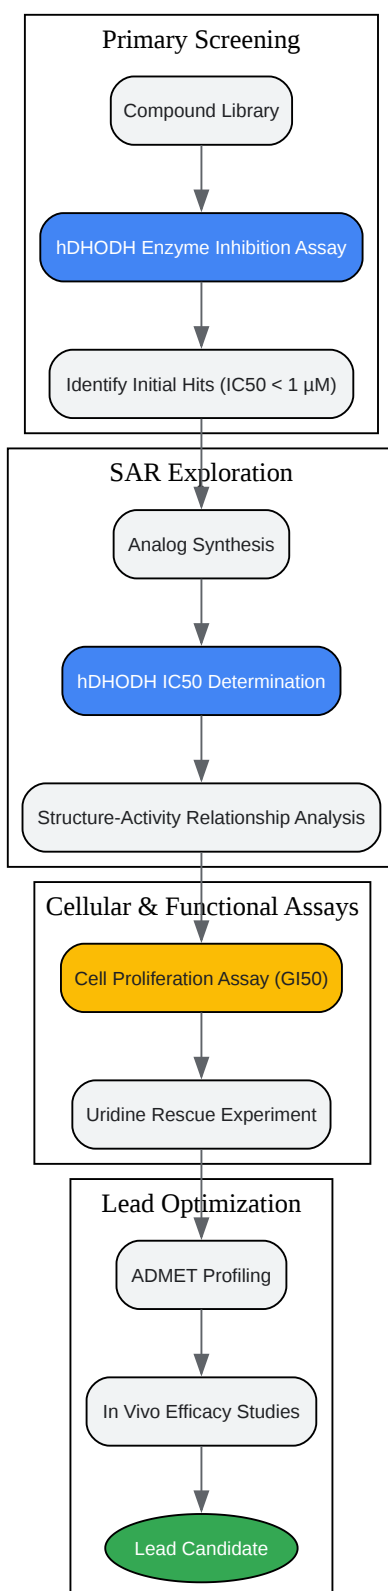 Primary Screening
Compound Library
hDHODH Enzyme Inhibition Assay
Identify Initial Hits (IC50 < 1 µM)
SAR Exploration
Analog Synthesis
hDHODH IC50 Determination
Structure-Activity Relationship Analysis
Cellular & Functional Assays
Cell Proliferation Assay (GI50)
Uridine Rescue Experiment
Lead Optimization
ADMET Profiling
In Vivo Efficacy Studies
Lead Candidate